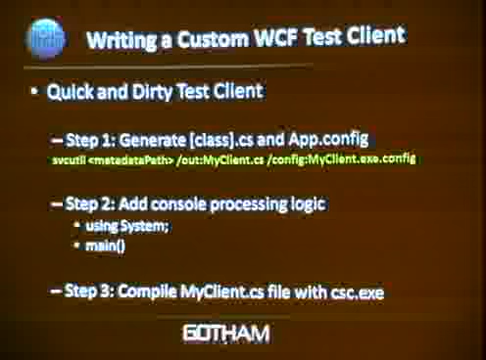 Writing a Custom WCF Test Client
• Quick and Dirty Test Client
– Step 1: Generate [class].cs and App.config
svcutil <metadataPath> /out:MyClient.cs /config:MyClient.exe.config
– Step 2: Add console processing logic
• using System;
• main()
– Step 3: Compile MyClient.cs file with csc.exe
GOTHAM